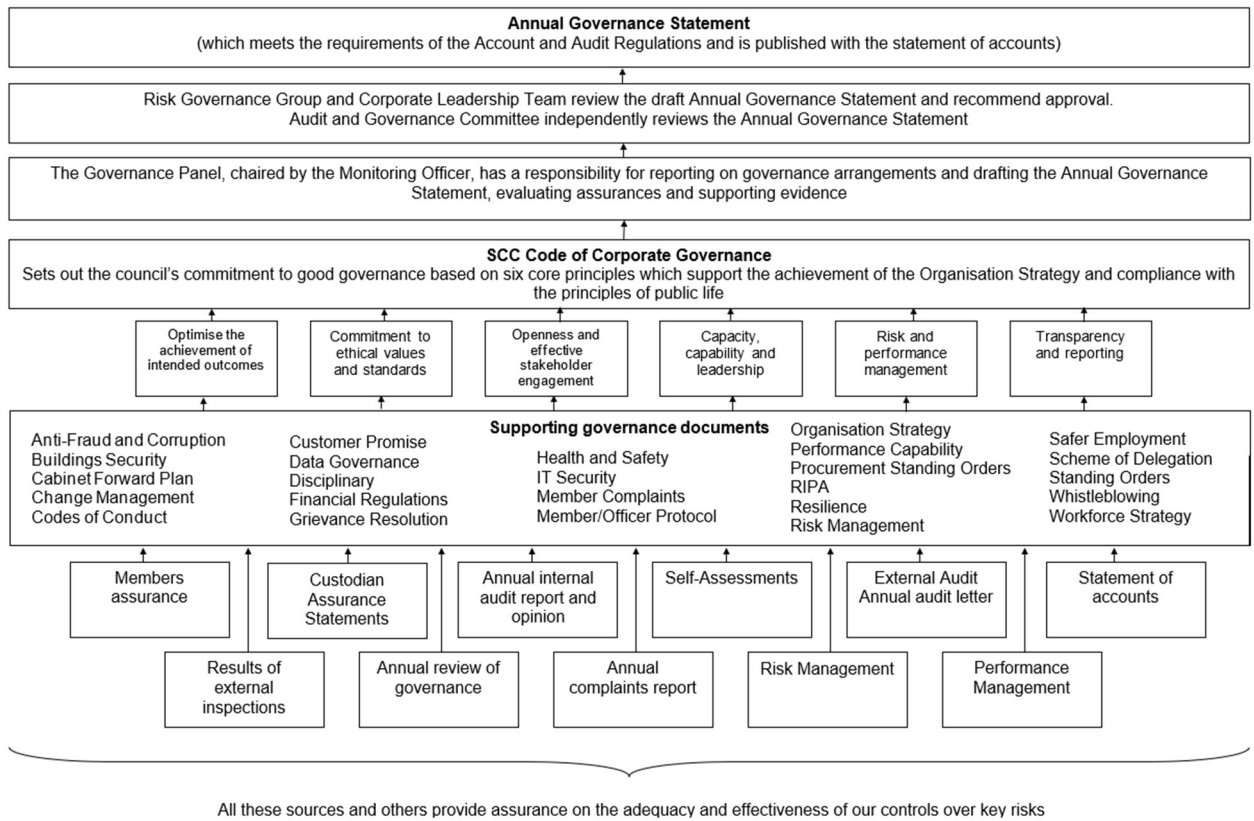 Annual Governance Statement
(which meets the requirements of the Account and Audit Regulations and is published with the statement of accounts)
Risk Governance Group and Corporate Leadership Team review the draft Annual Governance Statement and recommend approval.
Audit and Governance Committee independently reviews the Annual Governance Statement
The Governance Panel, chaired by the Monitoring Officer, has a responsibility for reporting on governance arrangements and drafting the Annual Governance
Statement, evaluating assurances and supporting evidence
SCC Code of Corporate Governance
Sets out the council's commitment to good governance based on six core principles which support the achievement of the Organisation Strategy and compliance with
the principles of public life
Optimise the
achievement of
intended outcomes
Commitment to
ethical values
and standards
Openness and
effective
stakeholder
engagement
Capacity,
capability and
leadership
Risk and
performance
management
Transparency
and reporting
Supporting governance documents
Anti-Fraud and Corruption
Buildings Security
Cabinet Forward Plan
Change Management
Codes of Conduct
Customer Promise
Data Governance
Disciplinary
Financial Regulations
Grievance Resolution
Health and Safety
IT Security
Member Complaints
Member/Officer Protocol
Organisation Strategy
Performance Capability
Procurement Standing Orders
RIPA
Resilience
Risk Management
Safer Employment
Scheme of Delegation
Standing Orders
Whistleblowing
Workforce Strategy
Members
assurance
Custodian
Assurance
Statements
Annual internal
audit report and
opinion
Self-Assessments
External Audit
Annual audit letter
Statement of
accounts
Results of
external
inspections
Annual review of
governance
Annual
complaints report
Risk Management
Performance
Management
All these sources and others provide assurance on the adequacy and effectiveness of our controls over key risks